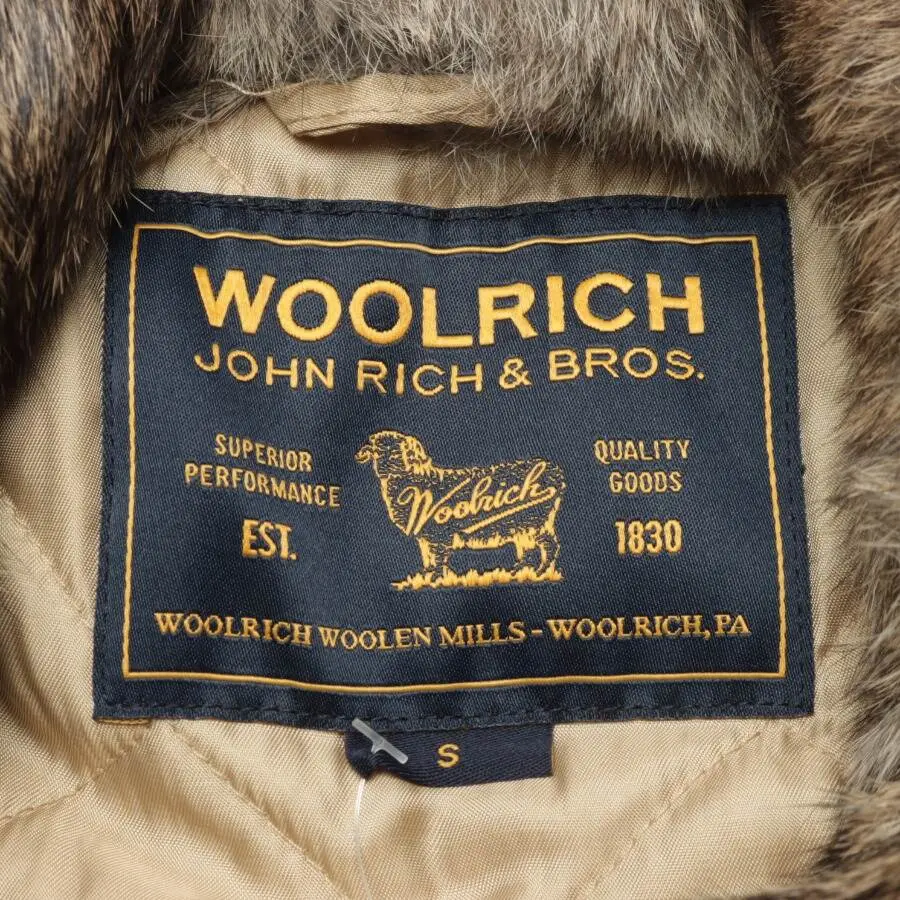 WOOLRICH
JOHN RICH & BROS.
SUPERIOR
PERFORMANCE
EST.
Woolrich
QUALITY
GOODS
1830
WOOLRICH WOOLEN MILLS - WOOLRICH, PA
S